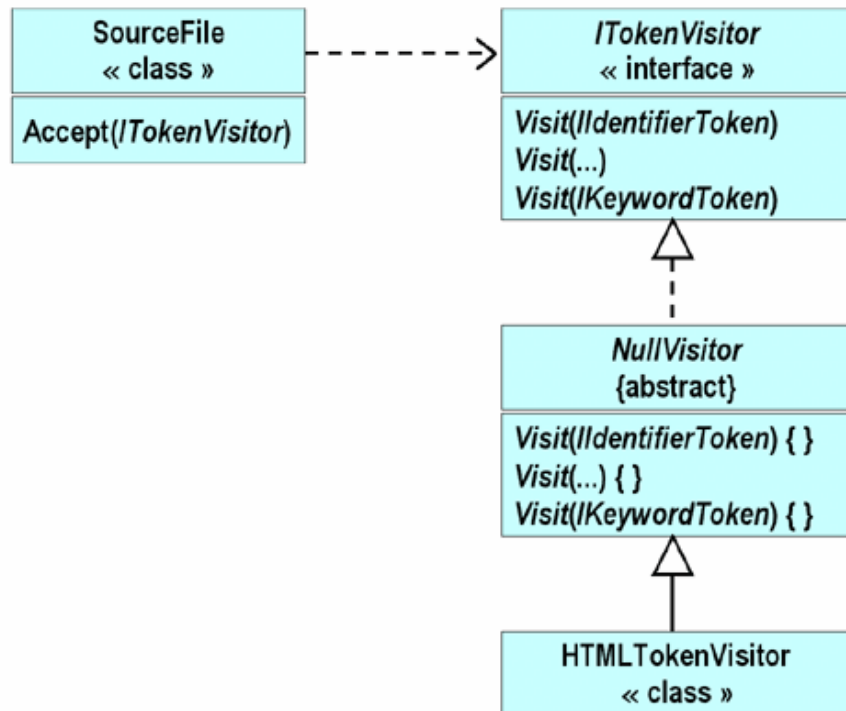 SourceFile
« class »
Accept(ITokenVisitor)
ITokenVisitor
« interface »
Visit(IIdentifierToken)
Visit(...)
Visit(IKeywordToken)
NullVisitor
{abstract}
Visit(IIdentifierToken) { }
Visit(...) { }
Visit(IKeywordToken) { }
HTMLTokenVisitor
« class »